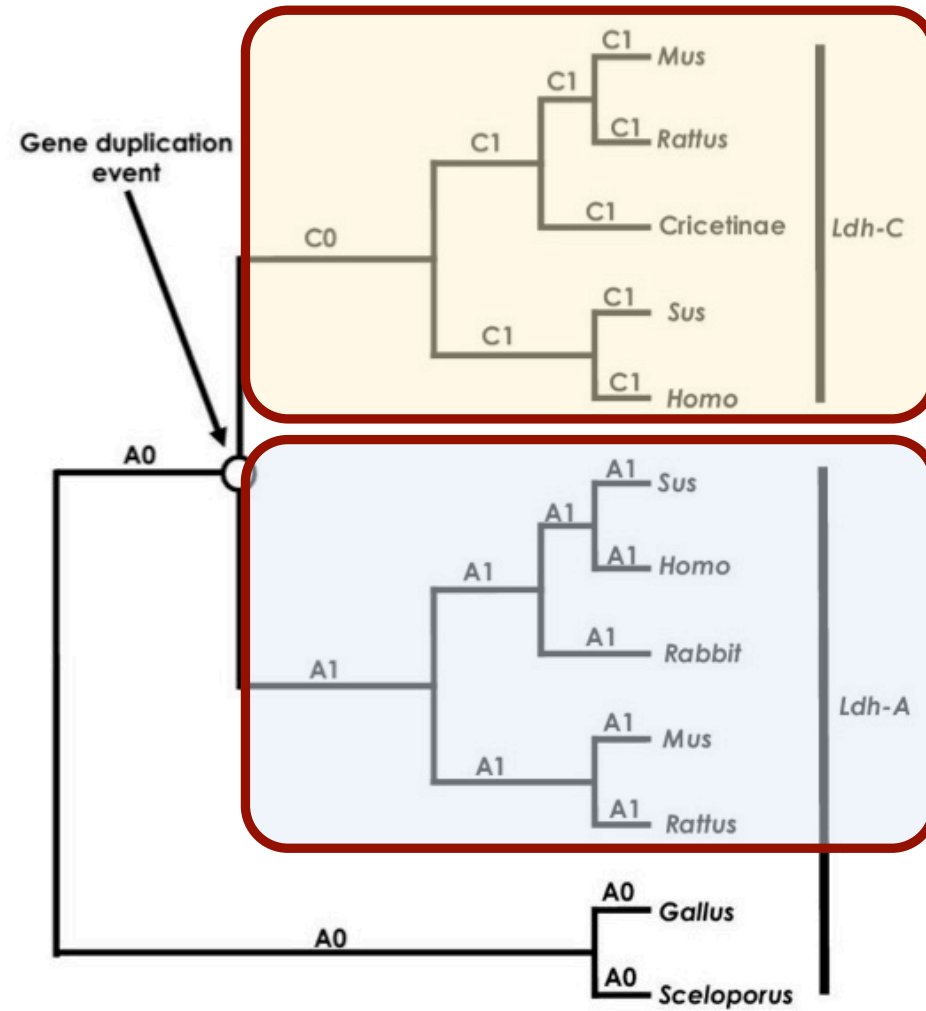 C1
Mus
C1
C1
Rattus
Gene duplication
event
C1
C1
Cricetinae
Ldh-C
C0
C1
Sus
C1
C1
Homo
A0
A1
Sus
A1
A1
Homo
A1
A1
Rabbit
A1
Ldh-A
A1
Mus
A1
A1
Rattus
A0
Gallus
A0
A0
Sceloporus